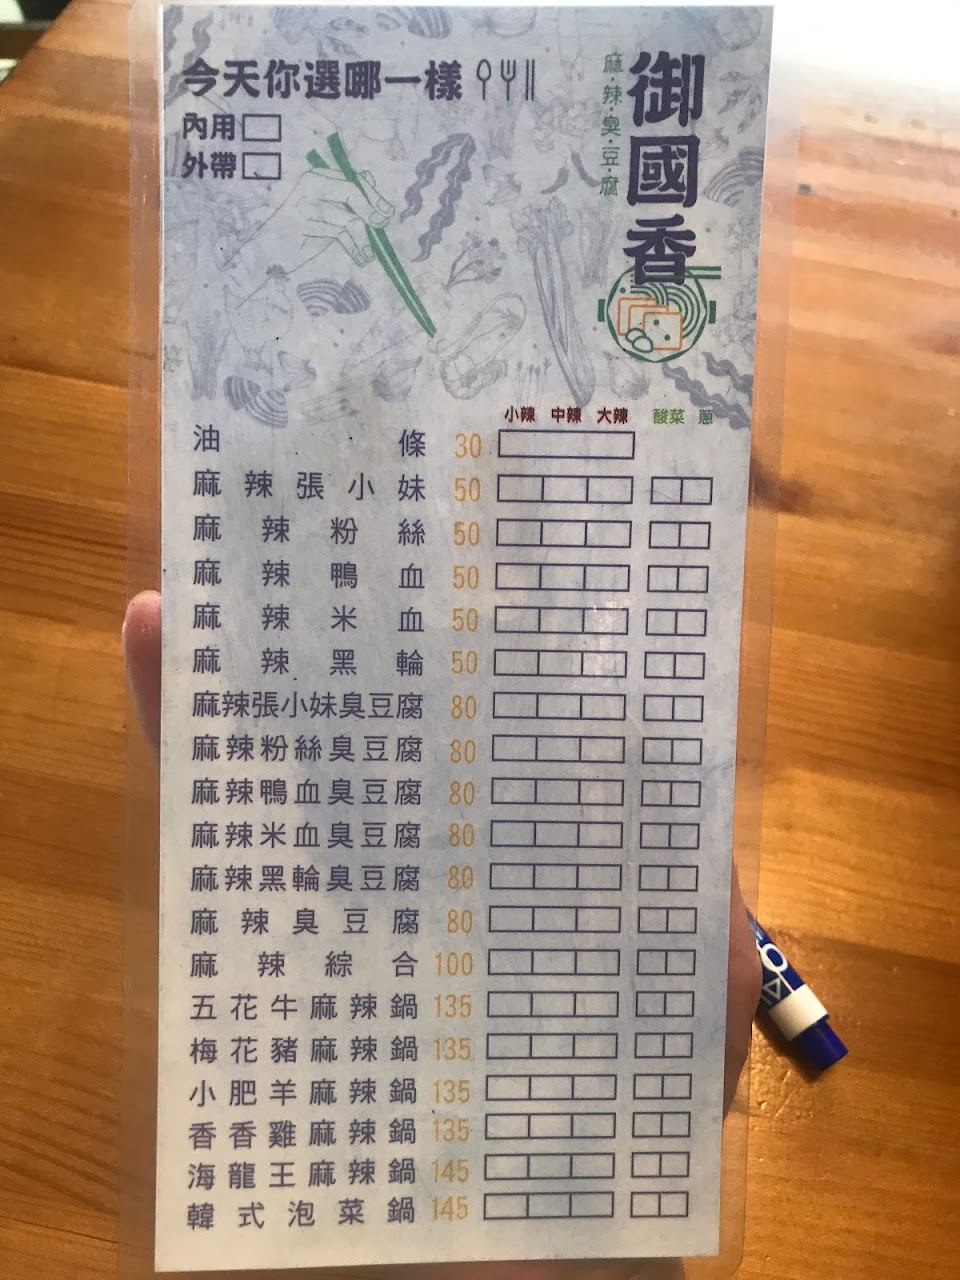 今天你選哪一樣
內用
外帶
麻·辣·臭·豆·腐
御國香
小辣 中辣 大辣 酸菜 蔥
油條 30
麻辣張小妹 50
麻辣粉絲 50
麻辣鴨血 50
麻辣米血 50
麻辣黑輪 50
麻辣張小妹臭豆腐 80
麻辣粉絲臭豆腐 80
麻辣鴨血臭豆腐 80
麻辣米血臭豆腐 80
麻辣黑輪臭豆腐 80
麻辣臭豆腐 80
麻辣綜合 100
五花牛麻辣鍋 135
梅花豬麻辣鍋 135
小肥羊麻辣鍋 135
香香雞麻辣鍋 135
海龍王麻辣鍋 145
韓式泡菜鍋 145